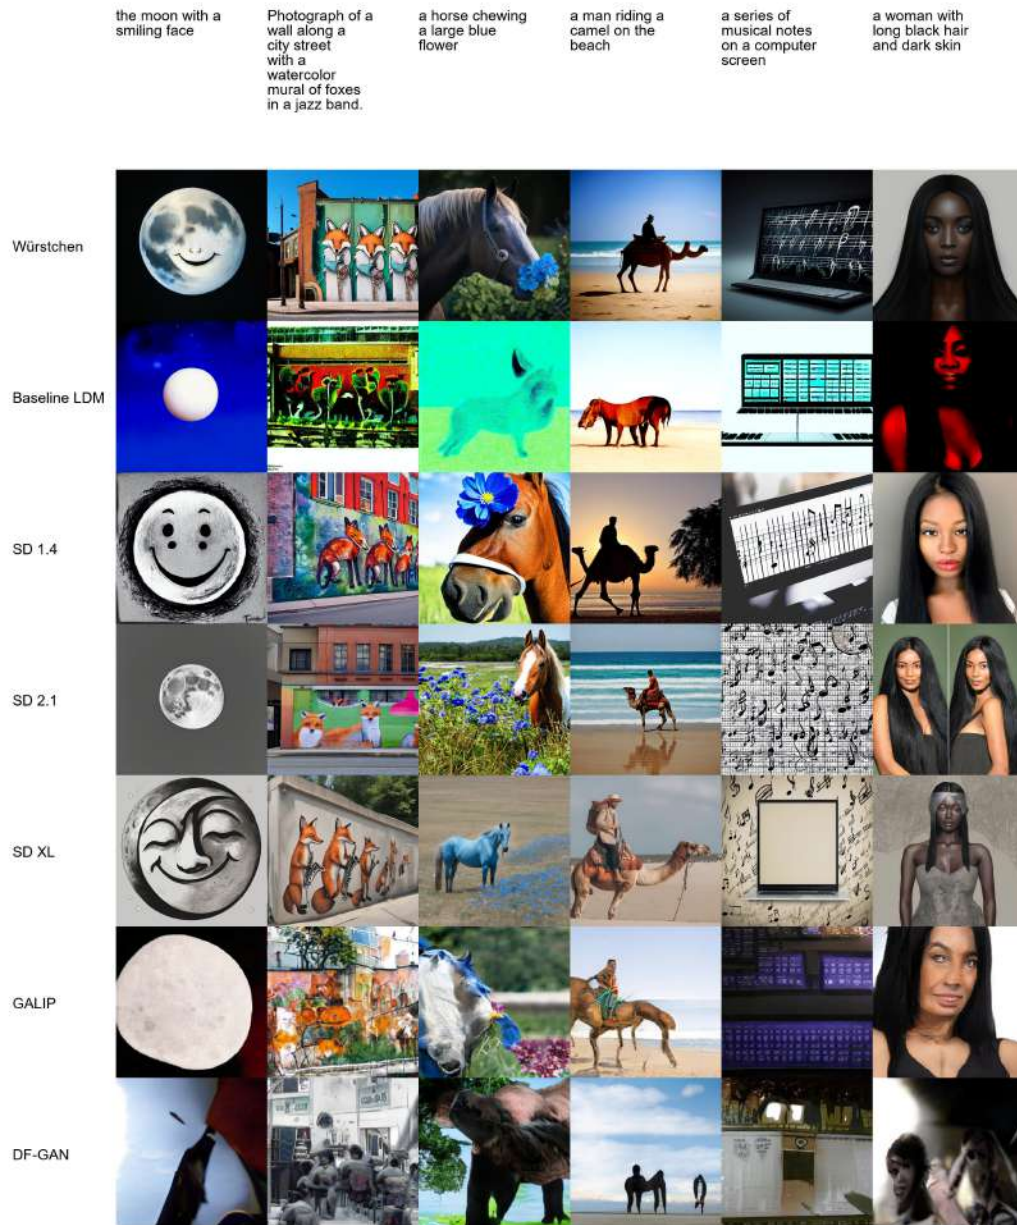 the moon with a
smiling face
Photograph of a
wall along a
city street
with a
watercolor
mural of foxes
in a jazz band.
a horse chewing
a large blue
flower
a man riding a
camel on the
beach
a series of
musical notes
on a computer
screen
a woman with
long black hair
and dark skin
Würstchen
Baseline LDM
SD 1.4
SD 2.1
SD XL
GALIP
DF-GAN